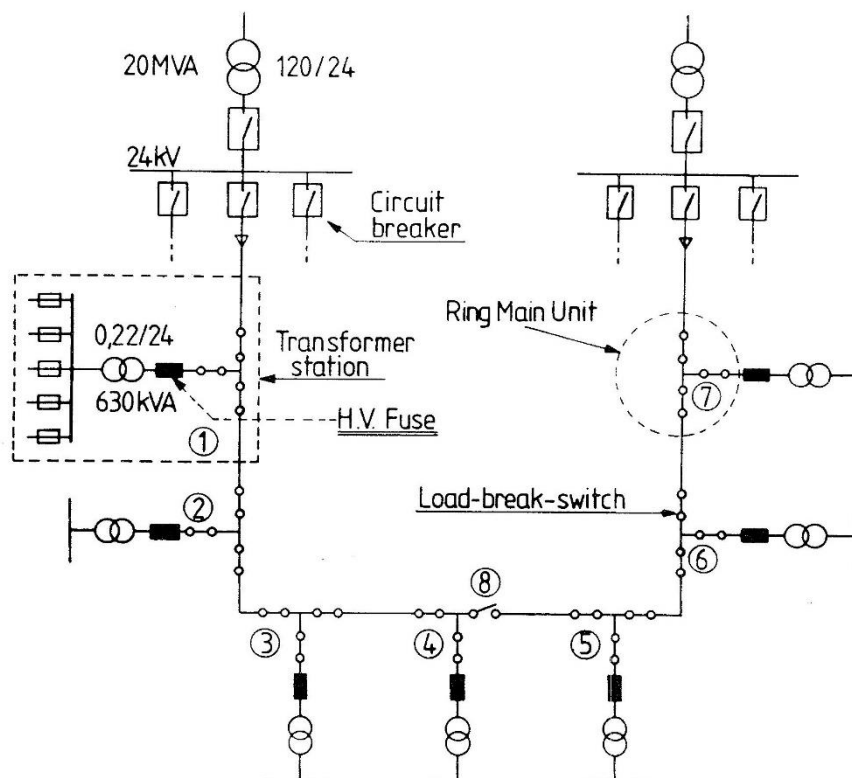 20MVA
120/24
24kV
Circuit
breaker
Ring Main Unit
0,22/24
Transformer
station
630kVA
H.V. Fuse
1
7
2
Load-break-switch
6
8
3
4
5